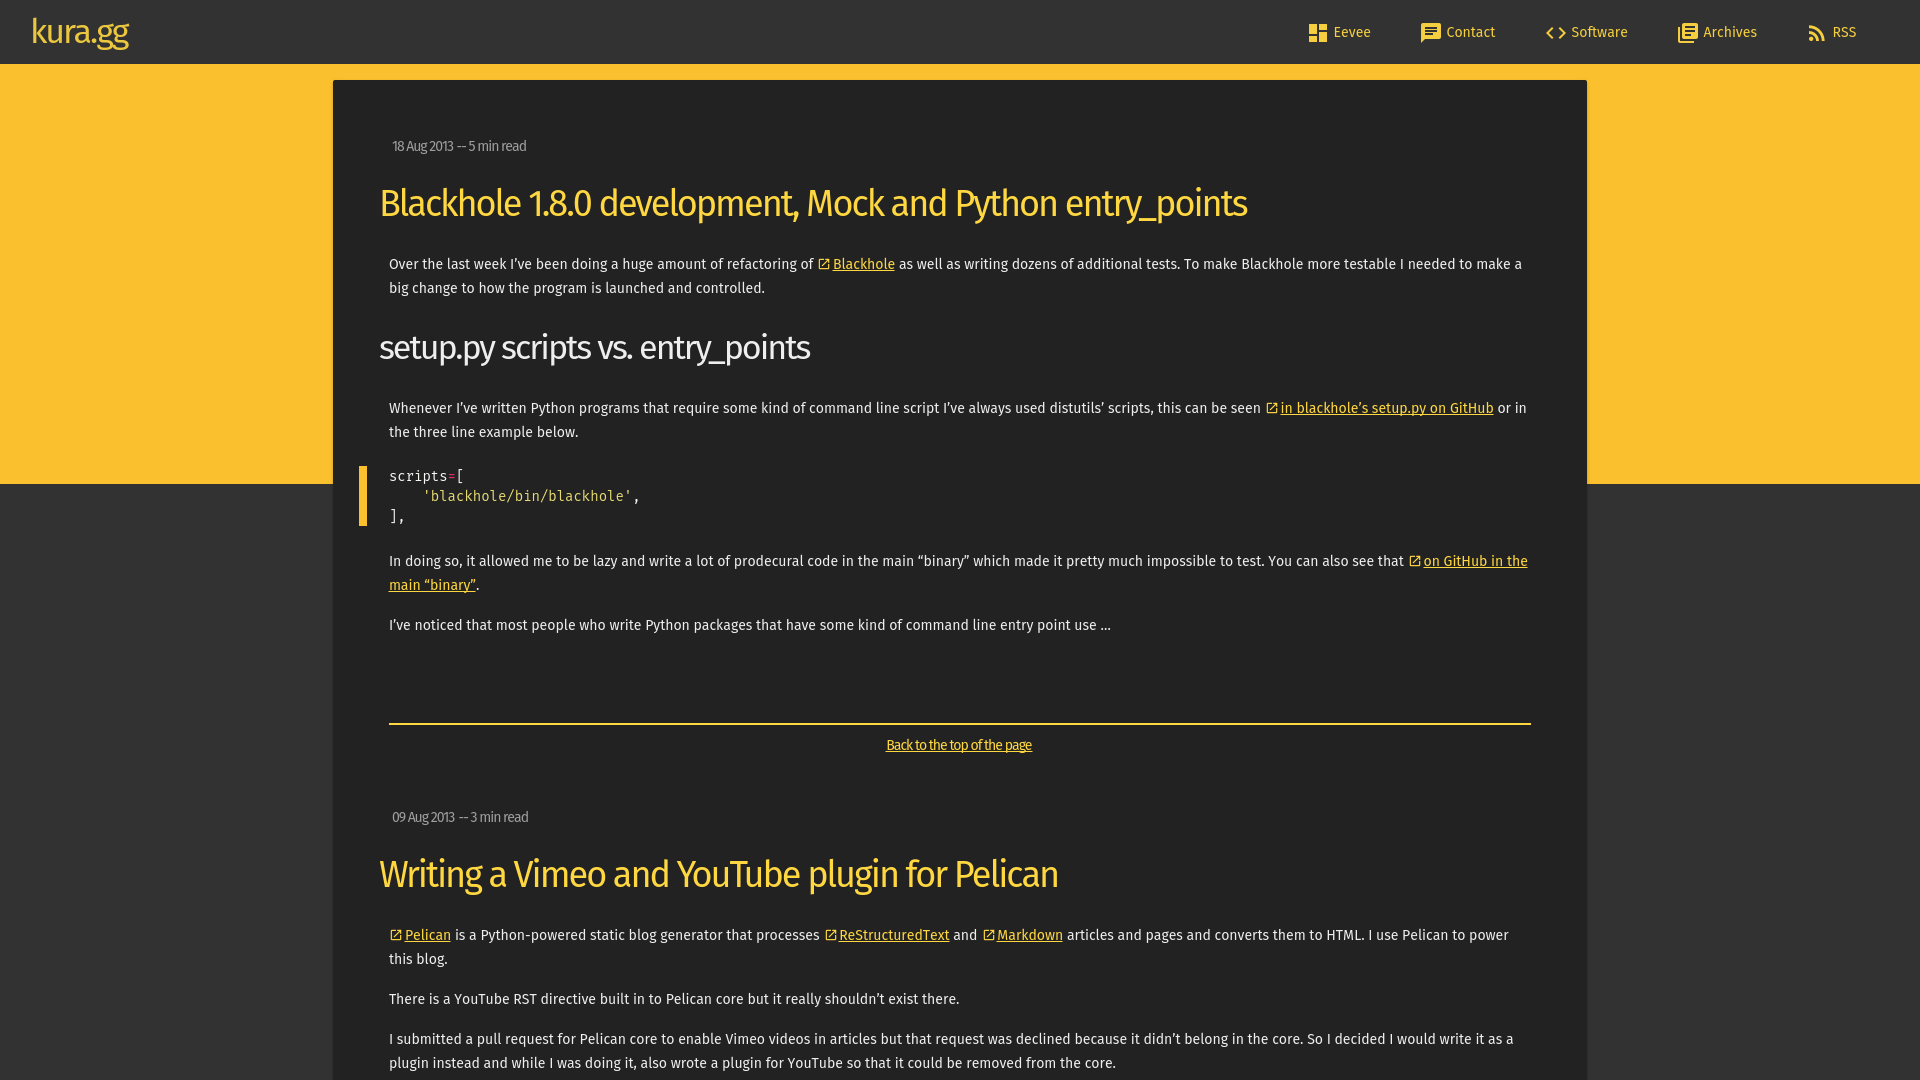 kura.gg
Eevee
Contact
Software
Archives
RSS
18 Aug 2013 -- 5 min read
Blackhole 1.8.0 development, Mock and Python entry_points
Over the last week I’ve been doing a huge amount of refactoring of Blackhole as well as writing dozens of additional tests. To make Blackhole more testable I needed to make a
big change to how the program is launched and controlled.
setup.py scripts vs. entry_points
Whenever I’ve written Python programs that require some kind of command line script I’ve always used distutils’ scripts, this can be seen in blackhole’s setup.py on GitHub or in
the three line example below.
scripts=[
    'blackhole/bin/blackhole',
],
In doing so, it allowed me to be lazy and write a lot of prodecural code in the main “binary” which made it pretty much impossible to test. You can also see that on GitHub in the
main “binary”.
I’ve noticed that most people who write Python packages that have some kind of command line entry point use …
Back to the top of the page
09 Aug 2013 -- 3 min read
Writing a Vimeo and YouTube plugin for Pelican
Pelican is a Python-powered static blog generator that processes ReStructuredText and Markdown articles and pages and converts them to HTML. I use Pelican to power
this blog.
There is a YouTube RST directive built in to Pelican core but it really shouldn’t exist there.
I submitted a pull request for Pelican core to enable Vimeo videos in articles but that request was declined because it didn’t belong in the core. So I decided I would write it as a
plugin instead and while I was doing it, also wrote a plugin for YouTube so that it could be removed from the core.